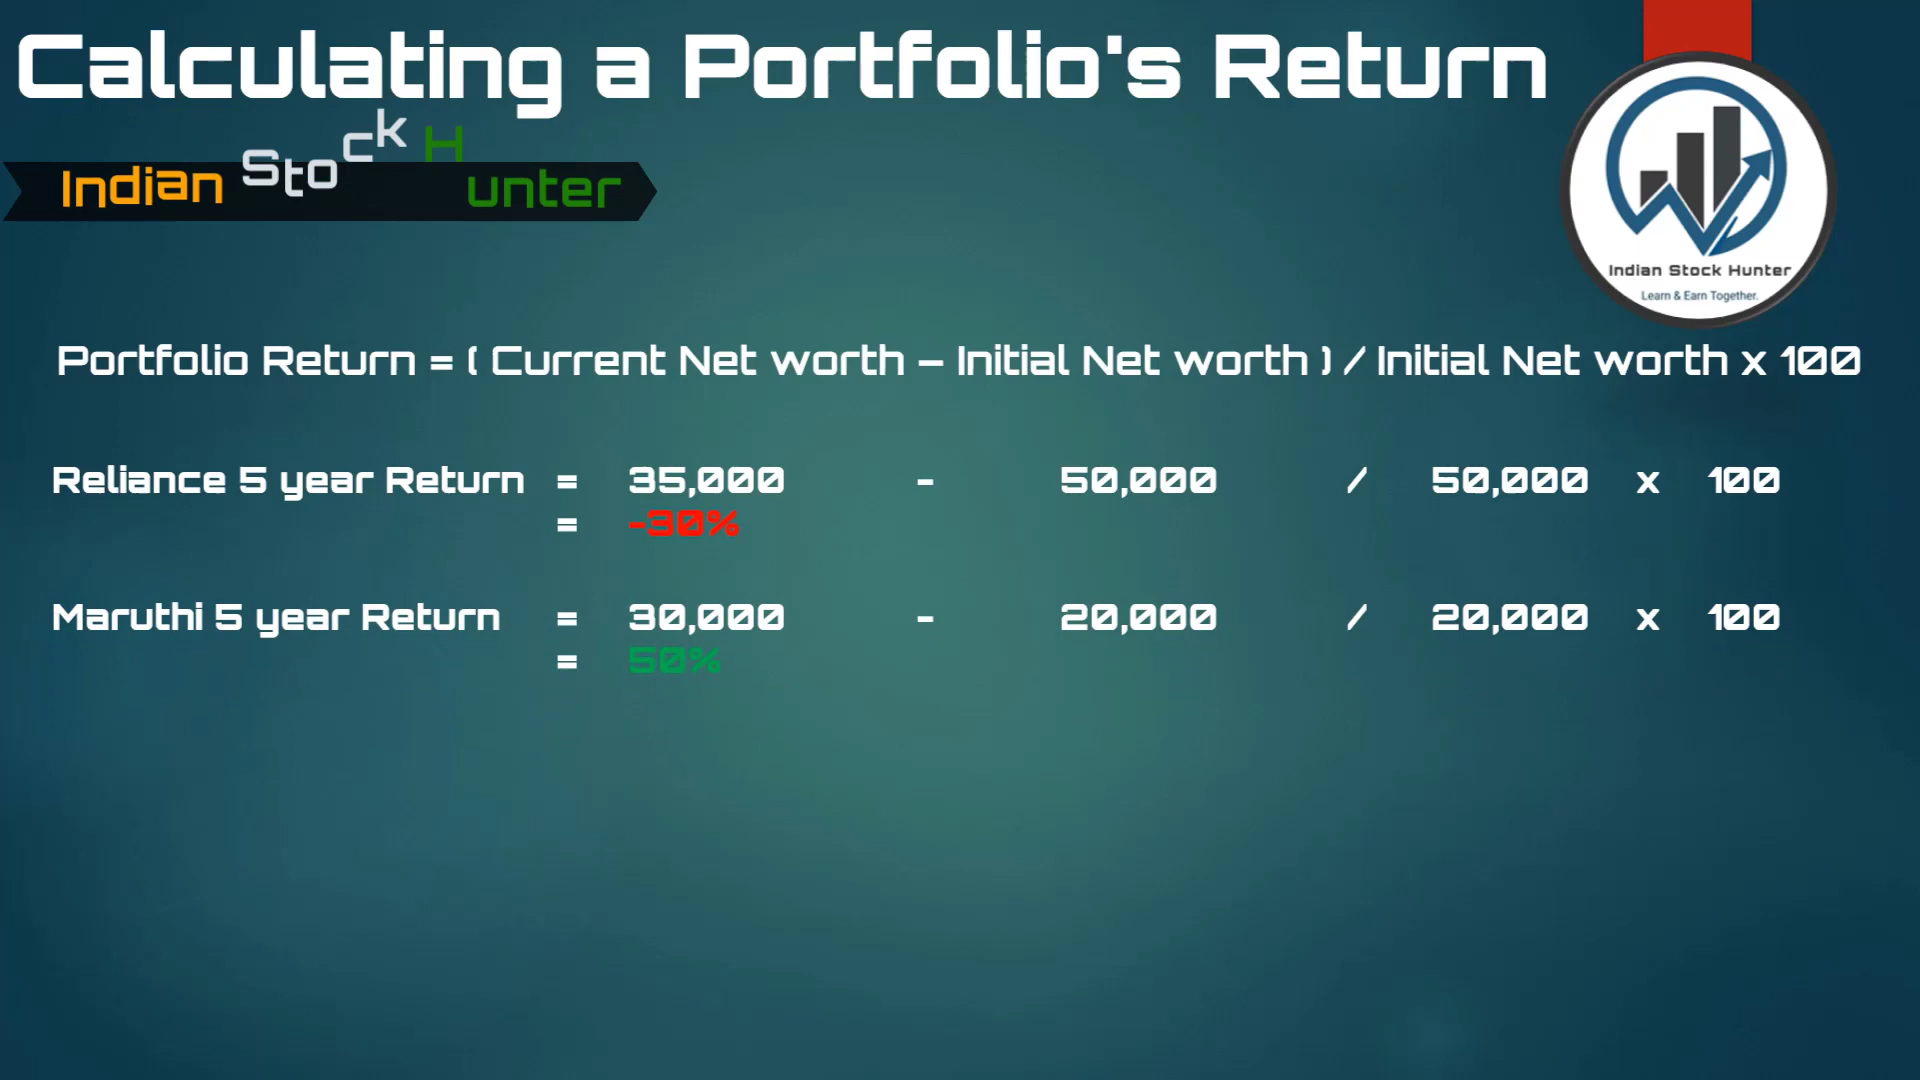 Calculating a Portfolio's Return
Indian Stock Hunter
Indian Stock Hunter
Learn & Earn Together.
Portfolio Return = ( Current Net worth – Initial Net worth ) / Initial Net worth x 100
Reliance 5 year Return = 35,000 - 50,000 / 50,000 x 100
= -30%
Maruthi 5 year Return = 30,000 - 20,000 / 20,000 x 100
= 50%